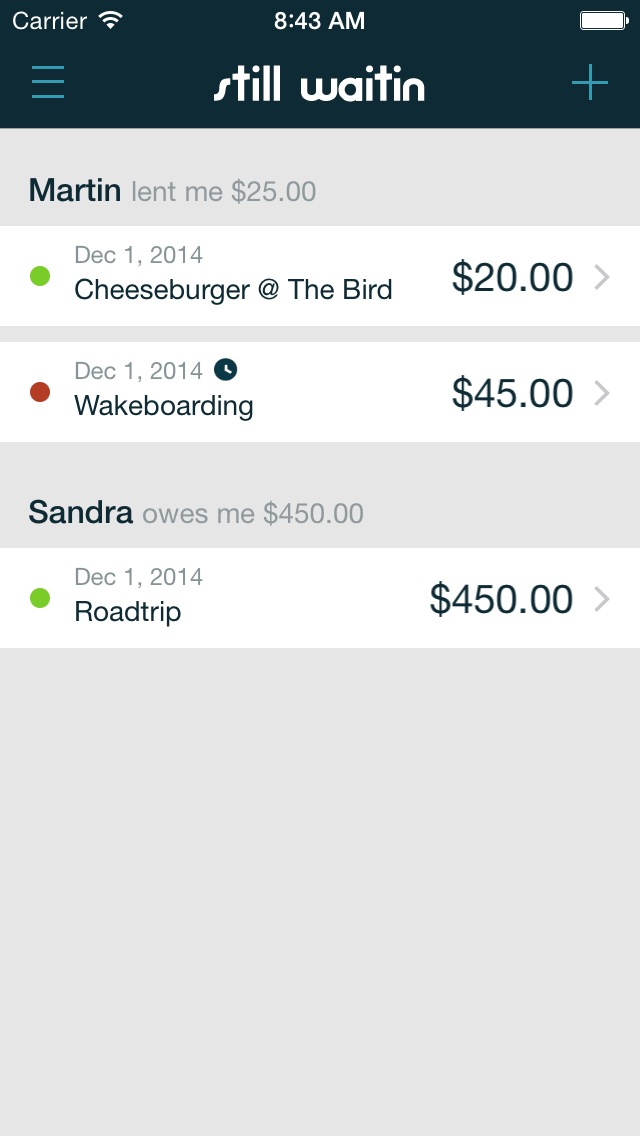 Carrier 8:43 AM
still waitin
Martin lent me $25.00
Dec 1, 2014
Cheeseburger @ The Bird
$20.00
Dec 1, 2014
Wakeboarding
$45.00
Sandra owes me $450.00
Dec 1, 2014
Roadtrip
$450.00